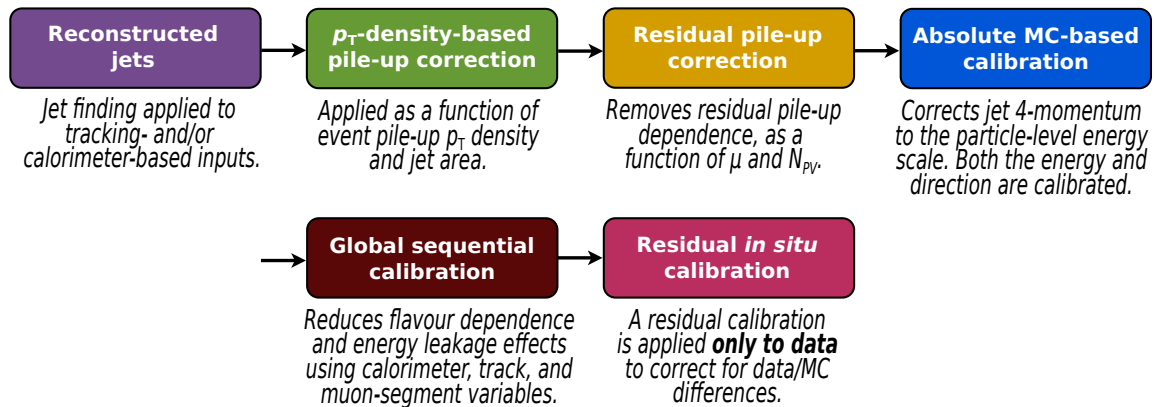 Reconstructed
jets
Jet finding applied to
tracking- and/or
calorimeter-based inputs.
pT-density-based
pile-up correction
Applied as a function of
event pile-up pT density
and jet area.
Residual pile-up
correction
Removes residual pile-up
dependence, as a
function of μ and NPV.
Absolute MC-based
calibration
Corrects jet 4-momentum
to the particle-level energy
scale. Both the energy and
direction are calibrated.
Global sequential
calibration
Reduces flavour dependence
and energy leakage effects
using calorimeter, track, and
muon-segment variables.
Residual in situ
calibration
A residual calibration
is applied only to data
to correct for data/MC
differences.